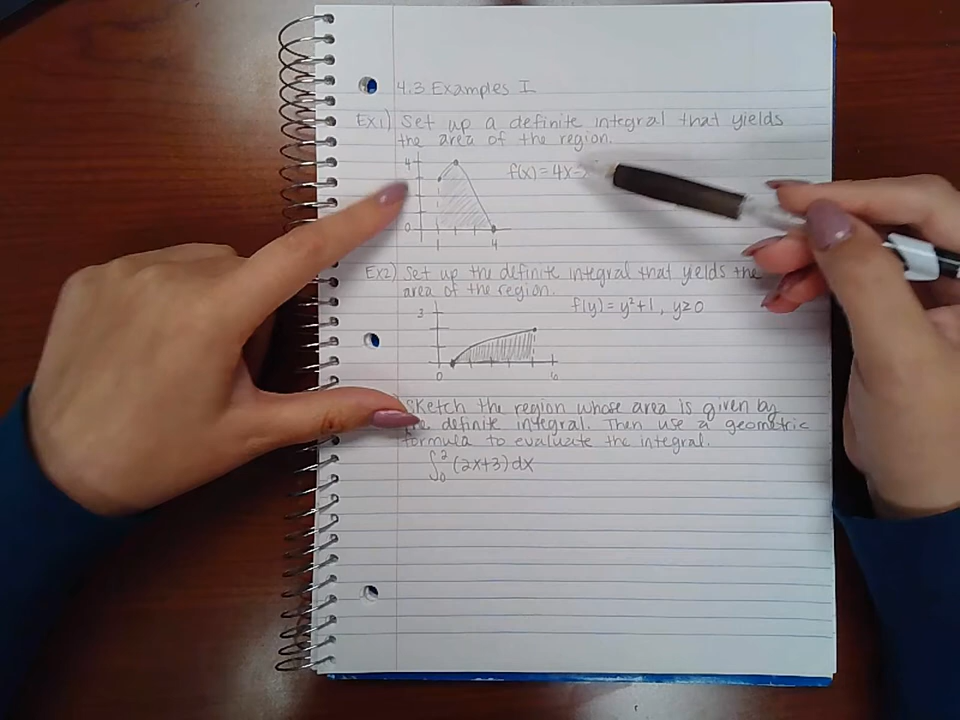 4.3 Examples I
Ex1) Set up a definite integral that yields
the area of the region.
4
f(x) = 4x-
0
1 4
Ex2) Set up the definite integral that yields the
area of the region.
3
f(y) = y²+1, y≥0
0 6
Sketch the region whose area is given by
definite integral. Then use a geometric
formula to evaluate the integral.
∫₀² (2x+3) dx